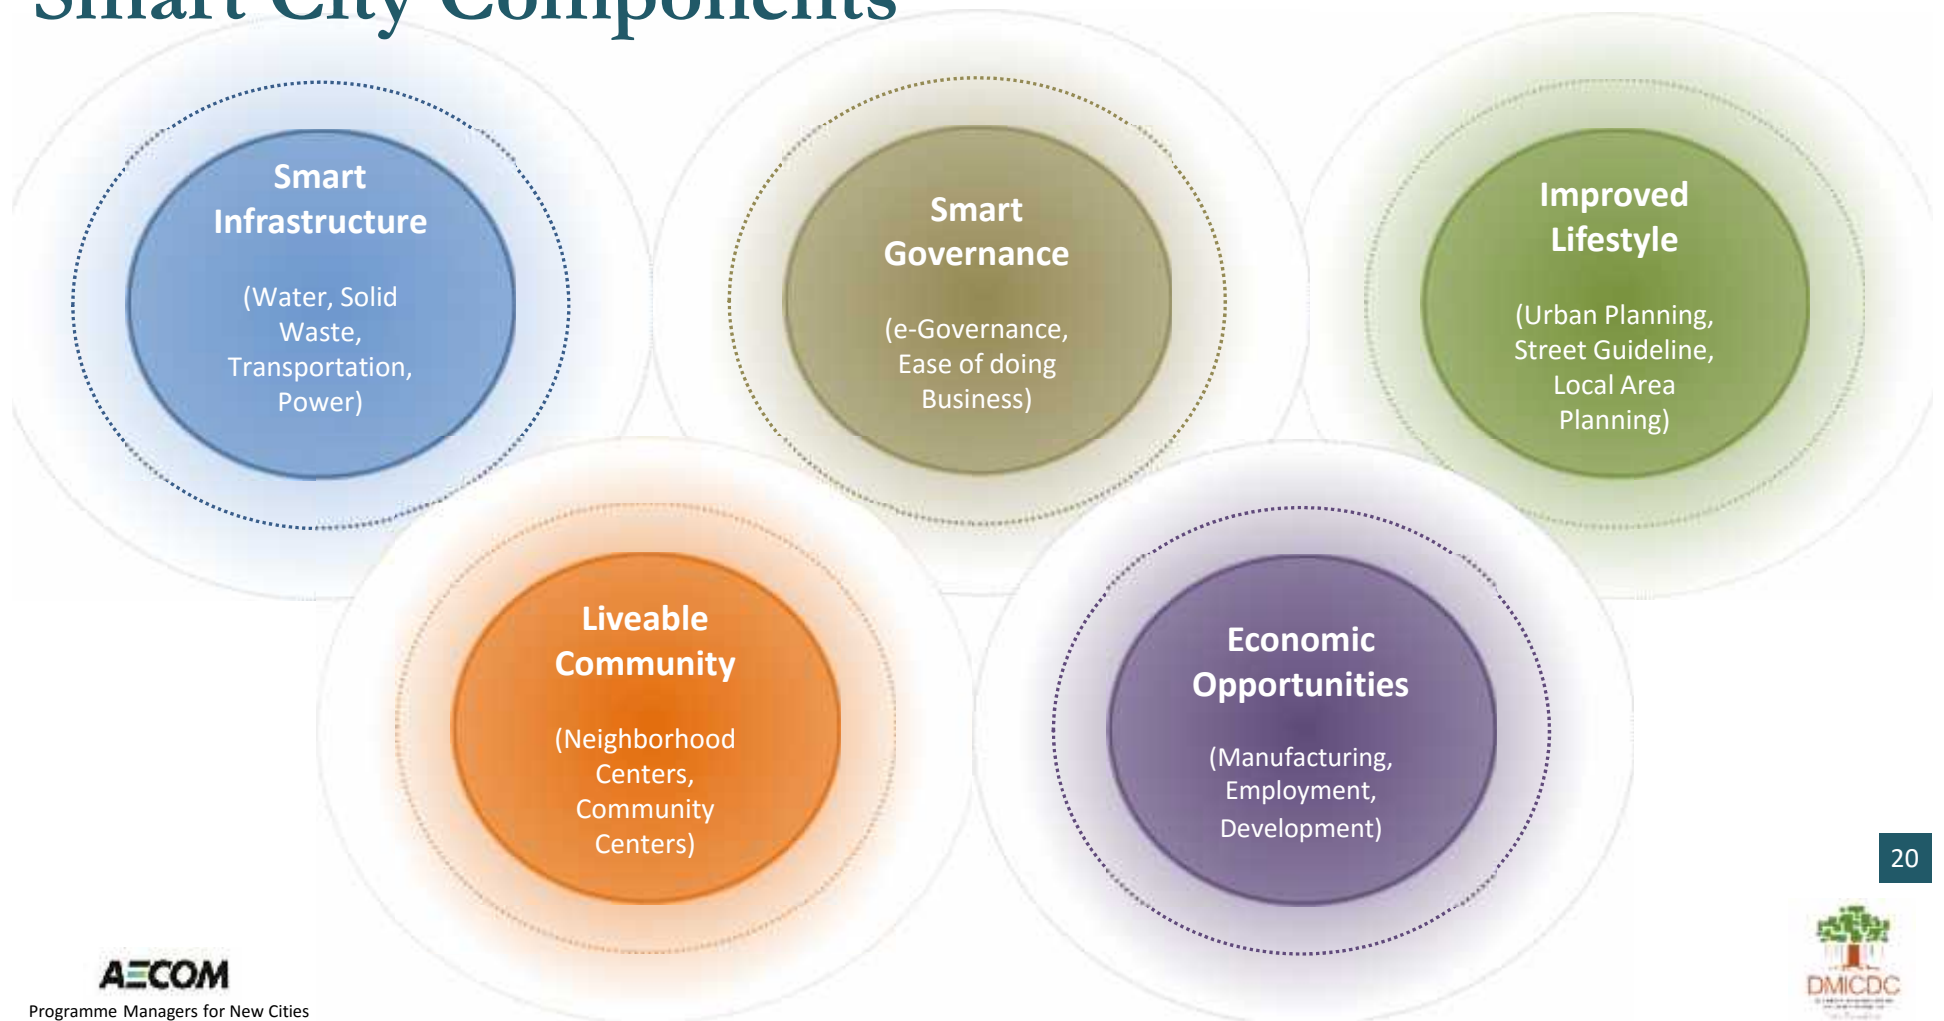 Smart City Components
Smart
Infrastructure
(Water, Solid
Waste,
Transportation,
Power)
Smart
Governance
(e-Governance,
Ease of doing
Business)
Improved
Lifestyle
(Urban Planning,
Street Guideline,
Local Area
Planning)
Liveable
Community
(Neighborhood
Centers,
Community
Centers)
Economic
Opportunities
(Manufacturing,
Employment,
Development)
20
AECOM
Programme Managers for New Cities
DMICDC